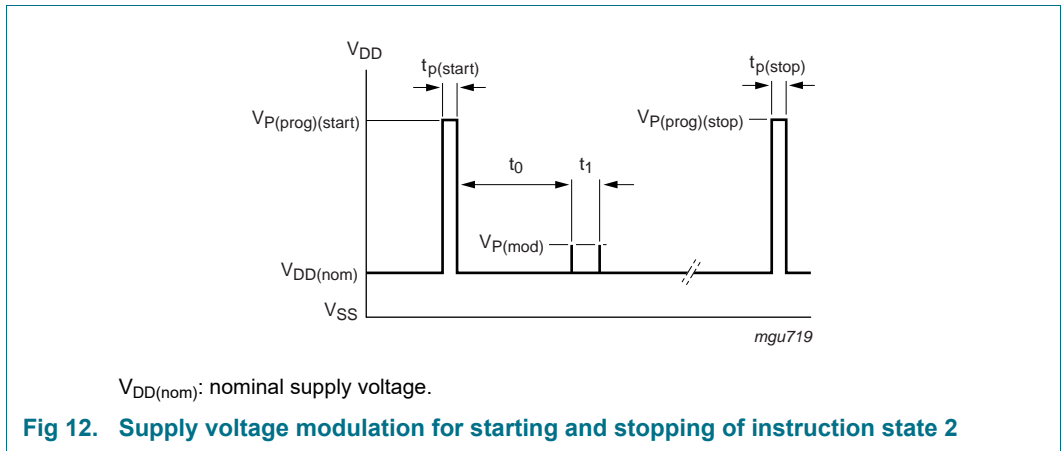 VDD
tp(start)
tp(stop)
VP(prog)(start)
VP(prog)(stop)
t0
t1
VP(mod)
VDD(nom)
VSS
mgu719
VDD(nom): nominal supply voltage.
Fig 12. Supply voltage modulation for starting and stopping of instruction state 2